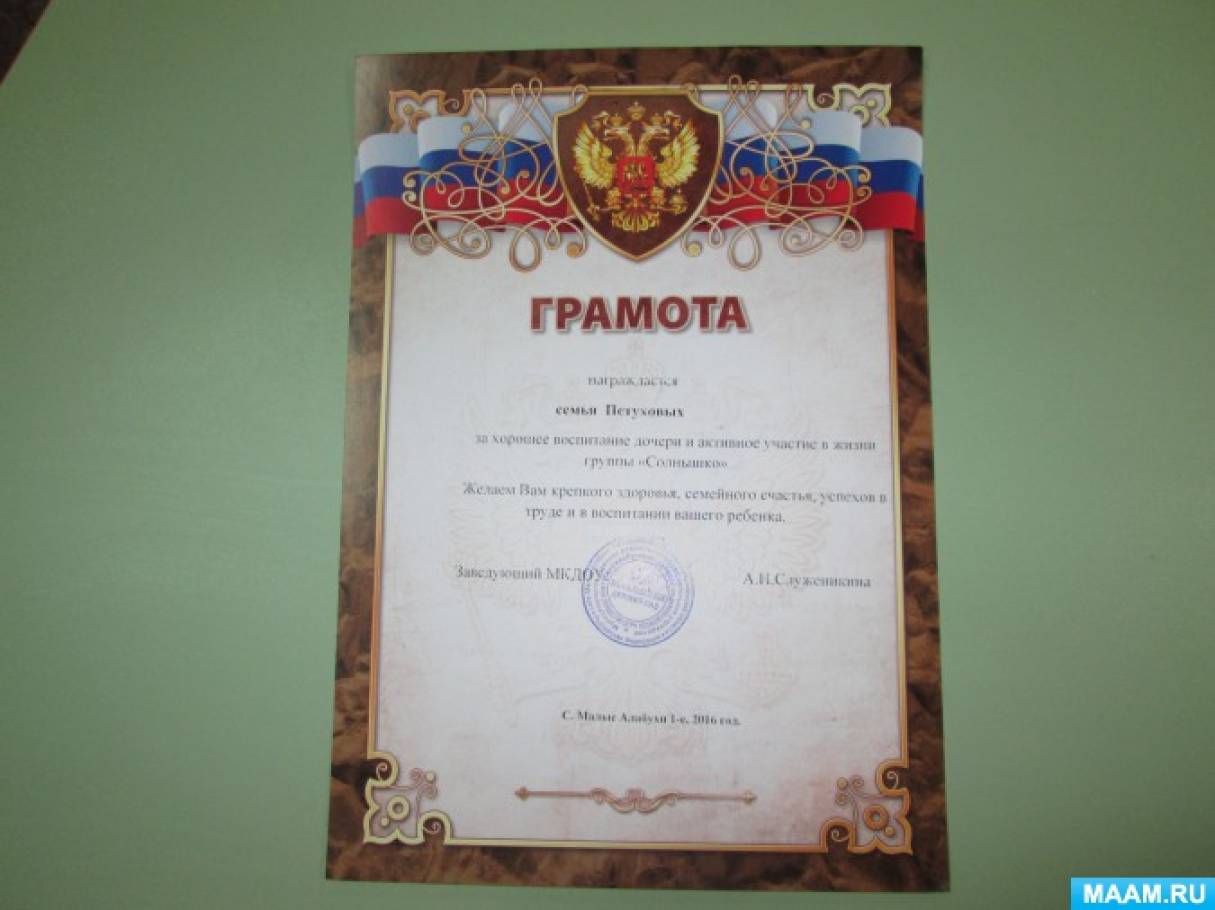 ГРАМОТА
награждается
семья Петуховых
за хорошее воспитание дочери и активное участие в жизни
группы «Солнышко»
Желаем Вам крепкого здоровья, семейного счастья, успехов в
труде и в воспитании вашего ребенка.
Заведующий МКДОУ А.Н.Служеникина
С. Малые Алабухи 1-е, 2016 год.
MAAM.RU